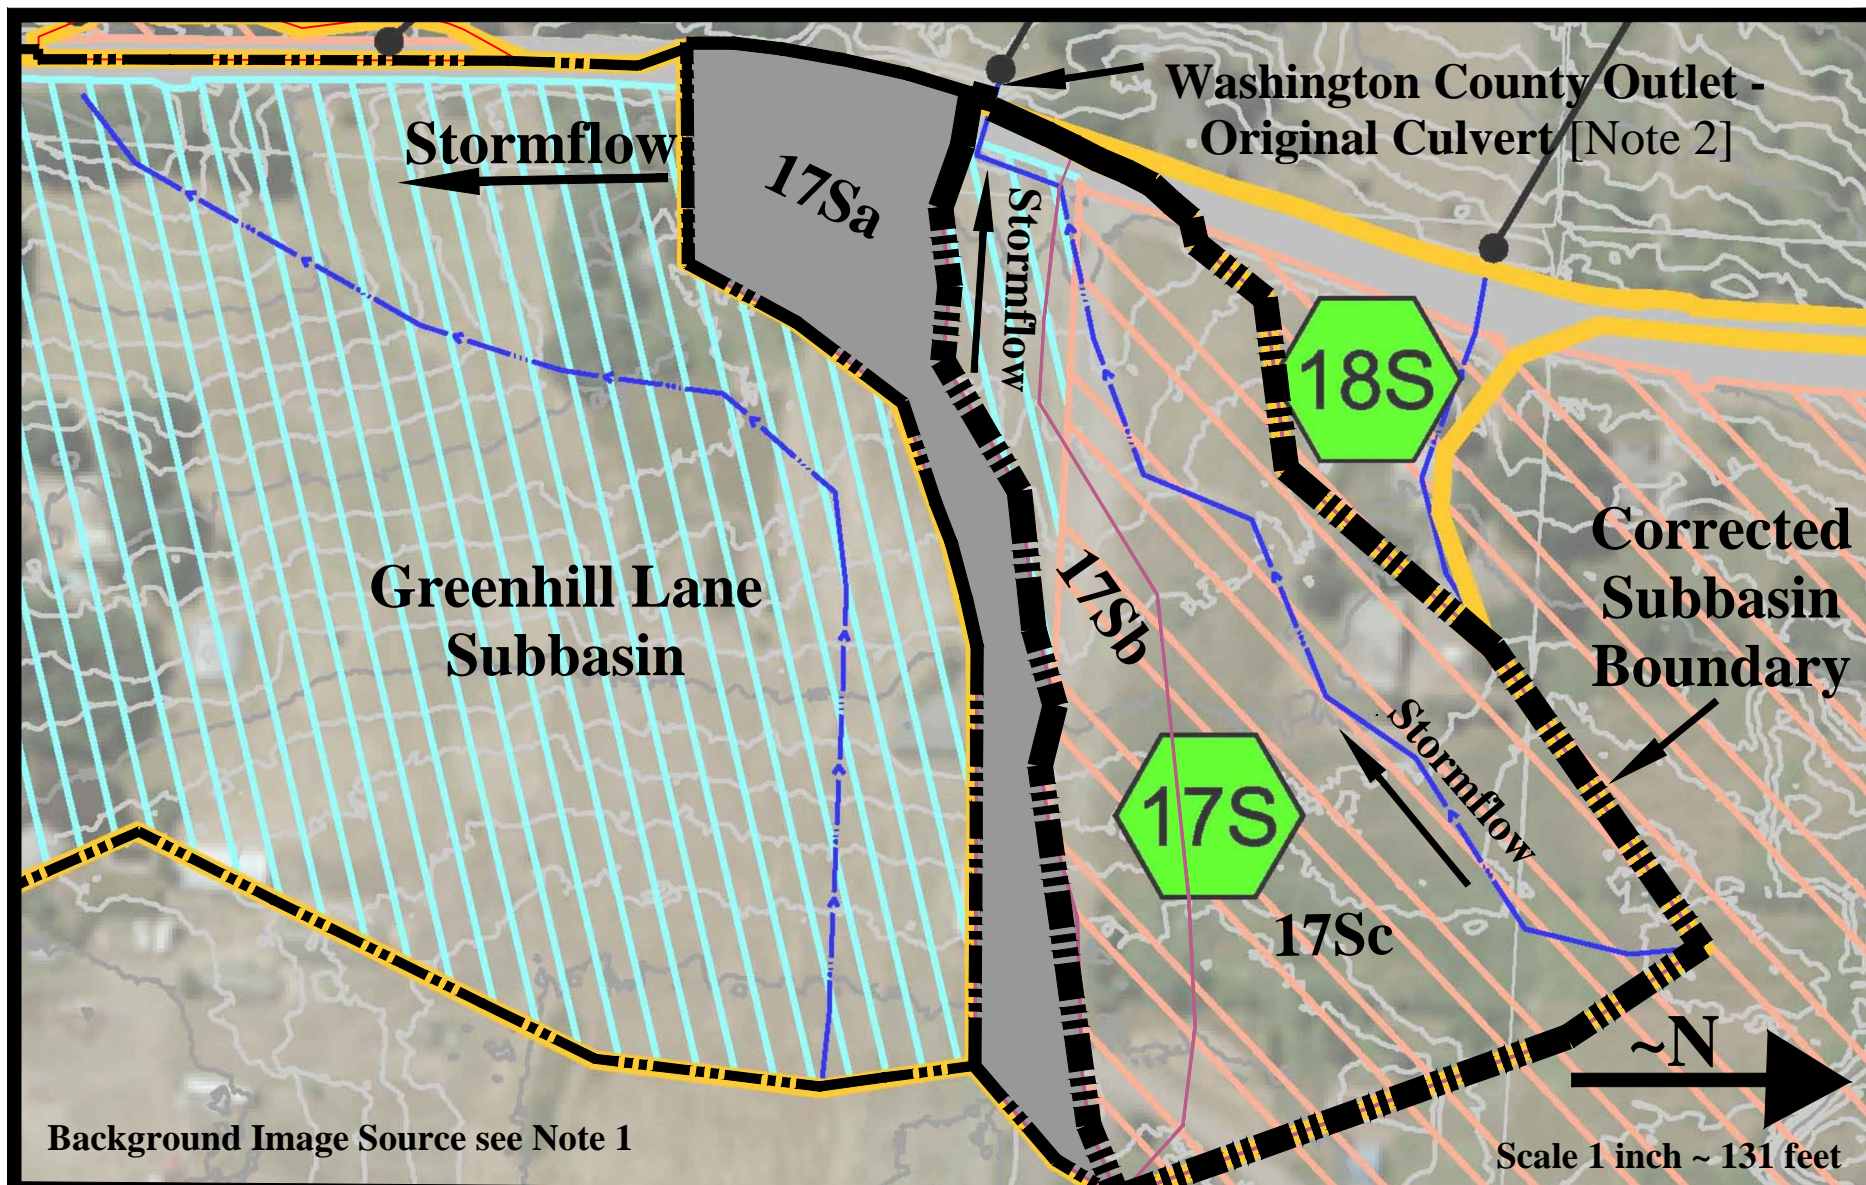 Washington County Outlet -
Original Culvert [Note 2]
Stormflow
17Sa
Stormflow
18S
Corrected
Subbasin
Boundary
Greenhill Lane
Subbasin
17Sb
Stormflow
17S
17Sc
~N
Background Image Source see Note 1
Scale 1 inch ~ 131 feet